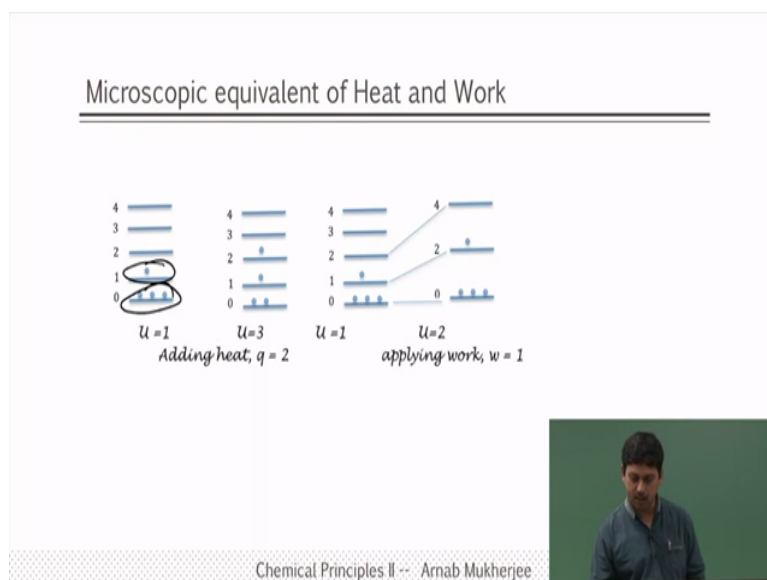 Microscopic equivalent of Heat and Work
4
3
2
1
0
4
3
2
1
0
4
3
2
1
0
4
2
0
U =1
U=3
U =1
U=2
Adding heat, q = 2
applying work, w = 1
Chemical Principles II -- Arnab Mukherjee